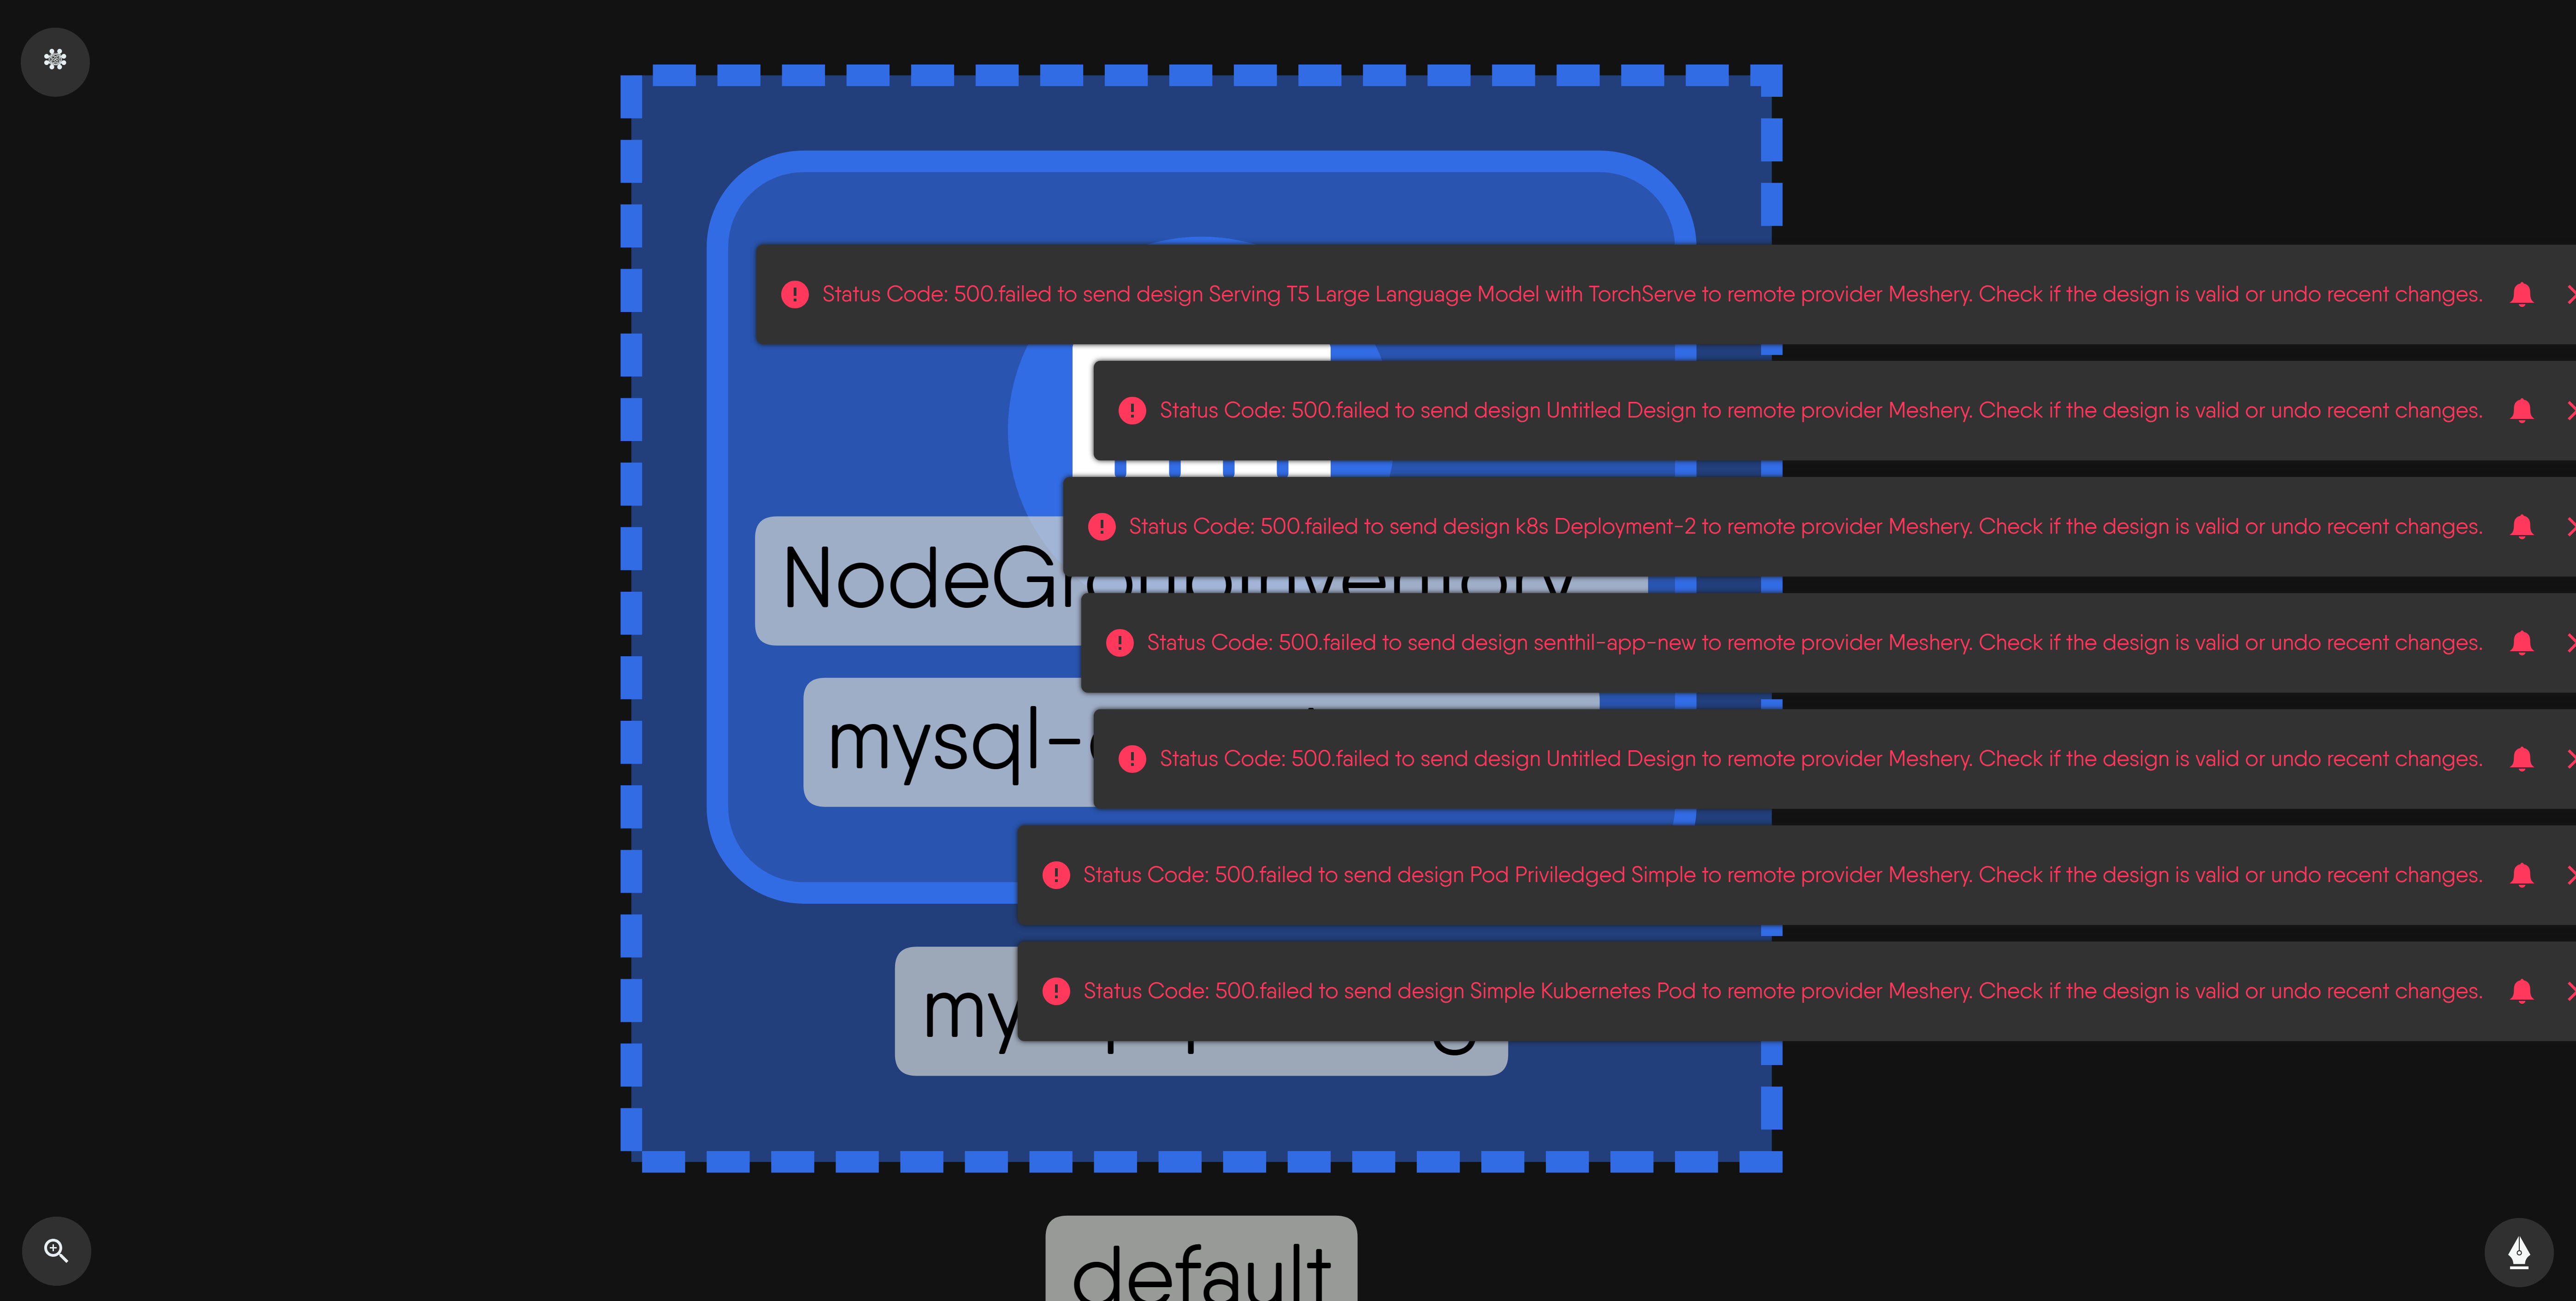 Status Code: 500.failed to send design Serving T5 Large Language Model with TorchServe to remote provider Meshery. Check if the design is valid or undo recent changes.
Status Code: 500.failed to send design Untitled Design to remote provider Meshery. Check if the design is valid or undo recent changes.
Status Code: 500.failed to send design k8s Deployment-2 to remote provider Meshery. Check if the design is valid or undo recent changes.
NodeGroupInventory
Status Code: 500.failed to send design senthil-app-new to remote provider Meshery. Check if the design is valid or undo recent changes.
mysql-
Status Code: 500.failed to send design Untitled Design to remote provider Meshery. Check if the design is valid or undo recent changes.
Status Code: 500.failed to send design Pod Priviledged Simple to remote provider Meshery. Check if the design is valid or undo recent changes.
Status Code: 500.failed to send design Simple Kubernetes Pod to remote provider Meshery. Check if the design is valid or undo recent changes.
default